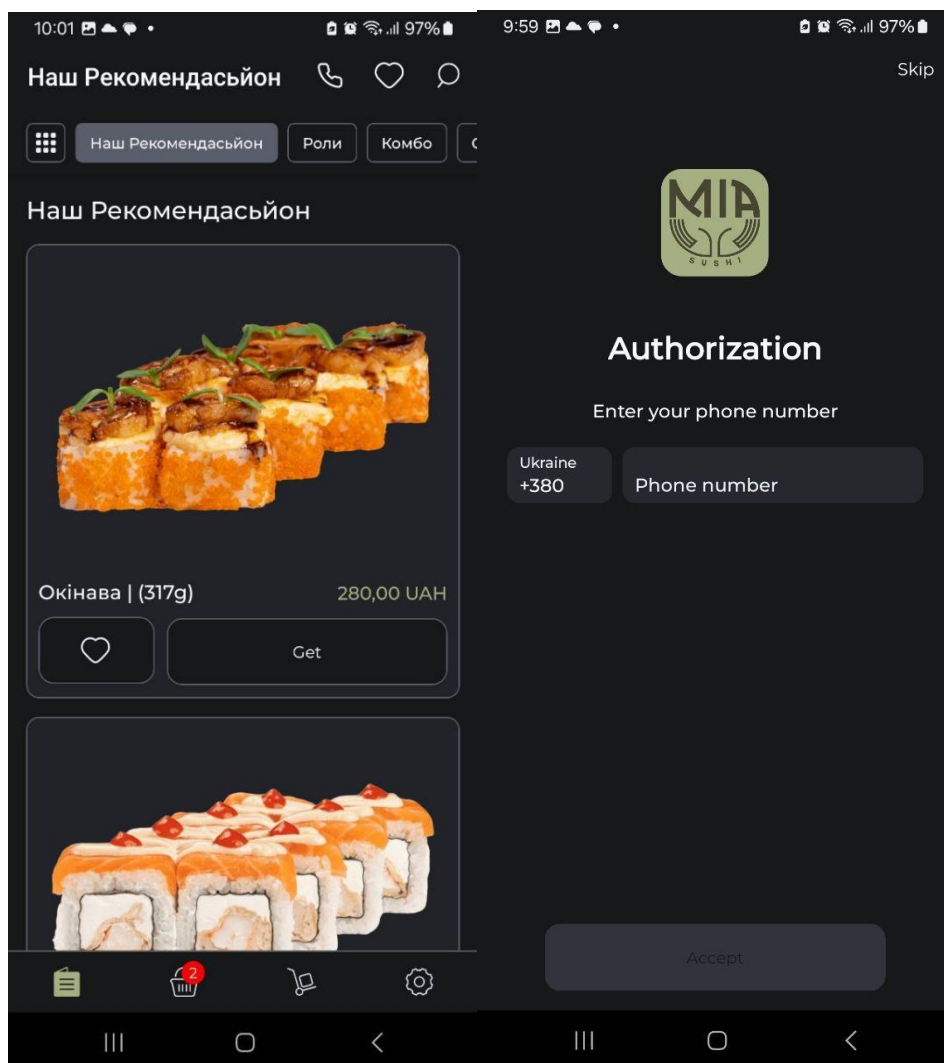 10:01
97%
Наш Рекомендасьйон
Наш Рекомендасьйон
Роли
Комбо
Наш Рекомендасьйон
Окінава | (317g)
280,00 UAH
Get
2
9:59
97%
Skip
MIA
SUSHI
Authorization
Enter your phone number
Ukraine
+380
Phone number
Accept